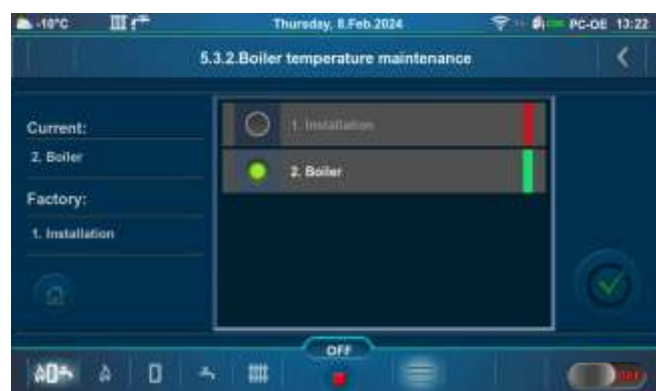 -10°C Thursday, 8.Feb.2024 PC-OE 13:22
5.3.2.Boiler temperature maintenance
Current:
2. Boiler
Factory:
1. Installation
1. Installation
2. Boiler
OFF
OFF